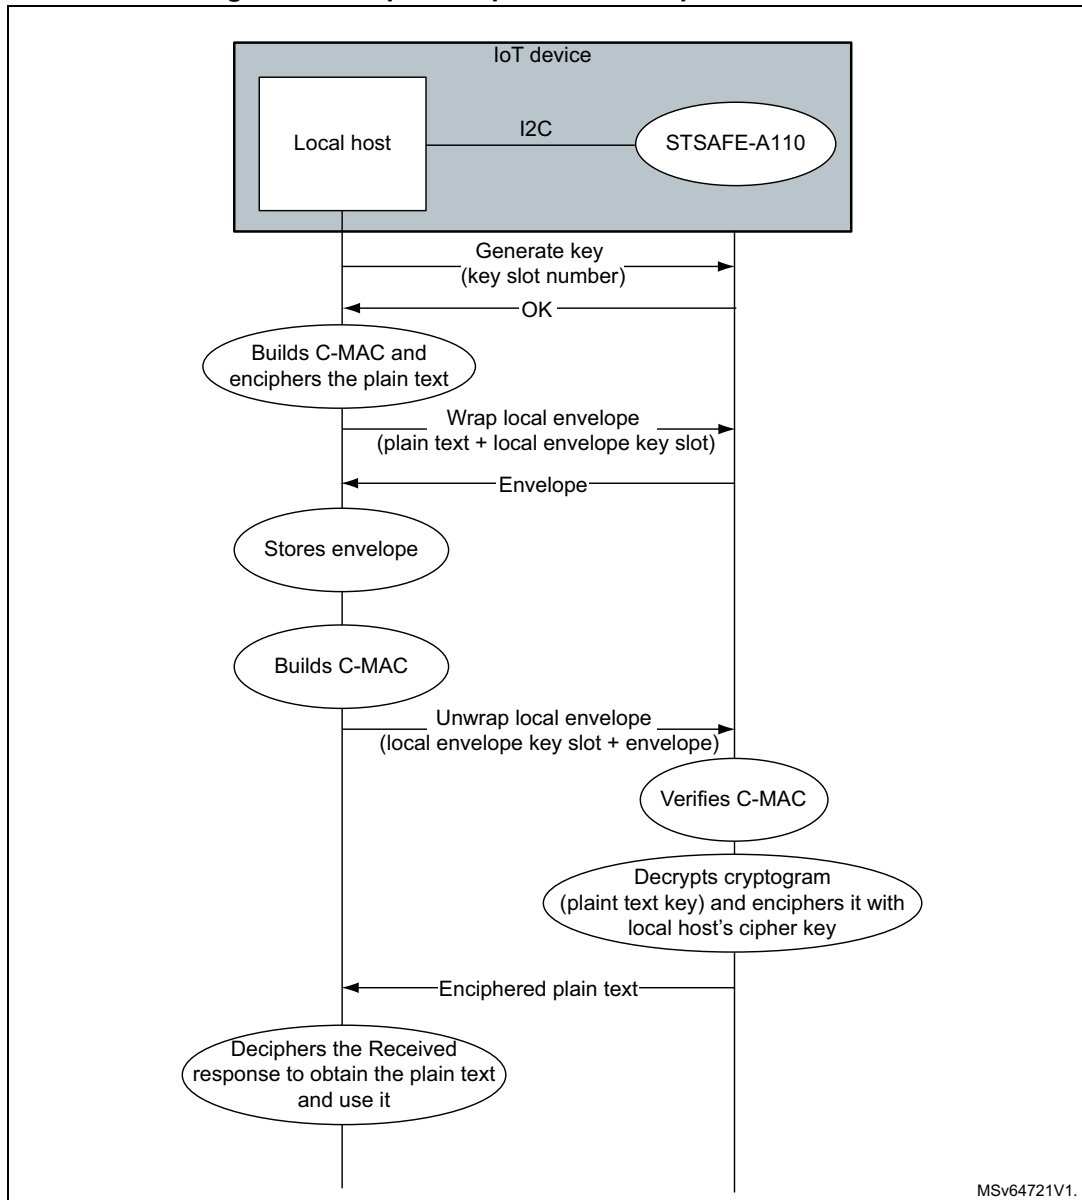 IoT device
Local host
I2C
STSAFE-A110
Generate key
(key slot number)
OK
Builds C-MAC and
enciphers the plain text
Wrap local envelope
(plain text + local envelope key slot)
Envelope
Stores envelope
Builds C-MAC
Unwrap local envelope
(local envelope key slot + envelope)
Verifies C-MAC
Decrypts cryptogram
(plaint text key) and enciphers it with
local host's cipher key
Enciphered plain text
Deciphers the Received
response to obtain the plain text
and use it
MSv64721V1.